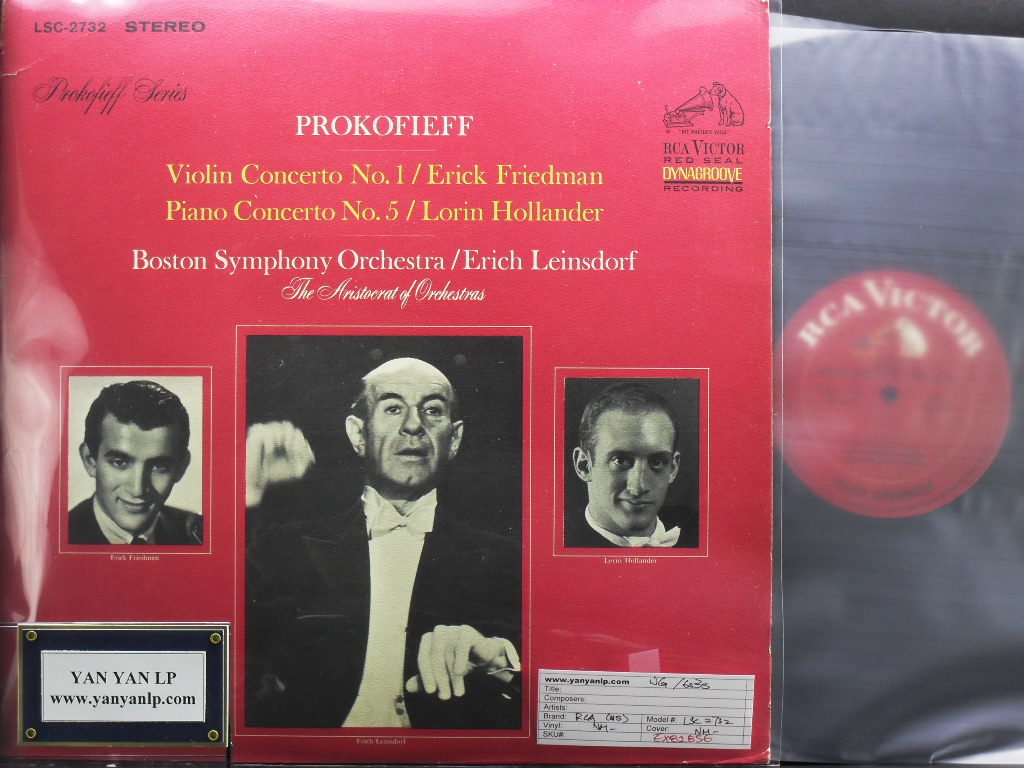 LSC-2732 STEREO
Prokofieff Series
PROKOFIEFF
Violin Concerto No. 1 / Erick Friedman
Piano Concerto No. 5 / Lorin Hollander
Boston Symphony Orchestra / Erich Leinsdorf
The Aristocrat of Orchestras
"HIS MASTER'S VOICE"
RCA VICTOR
RED SEAL
DYNAGROOVE
RECORDING
RCA VICTOR
Erick Friedman
Lorin Hollander
Erich Leinsdorf
YAN YAN LP
www.yanyanlp.com
www.yanyanlp.com
Title:
Composers:
Artists:
Brand: RCA
Model #:
Vinyl: NM-
Cover: NM-
SKU#: